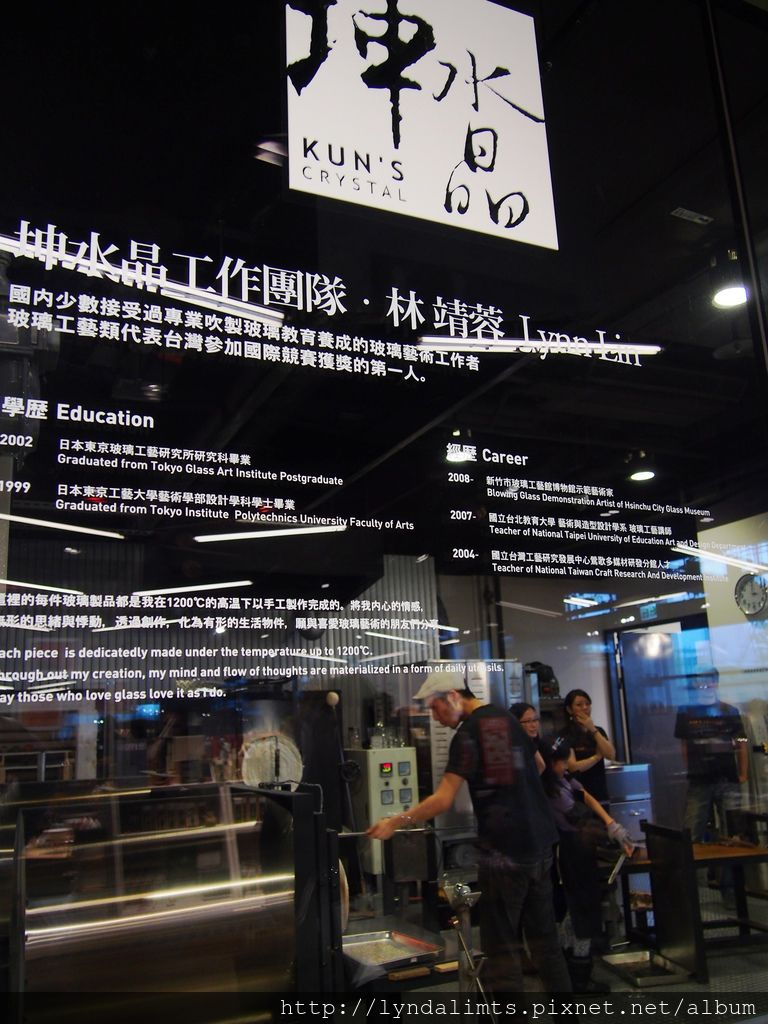 坤水晶
KUN'S
CRYSTAL
坤水晶工作團隊·林靖蓉 Lynn Lin
國內少數接受過專業吹製玻璃教育養成的玻璃藝術工作者
玻璃工藝類代表台灣參加國際競賽獲獎的第一人。
學歷 Education
2002 日本東京玻璃工藝研究所研究科畢業
Graduated from Tokyo Glass Art Institute Postgraduate
1999 日本東京工藝大學藝術學部設計學科學士畢業
Graduated from Tokyo Institute Polytechnics University Faculty of Arts
經歷 Career
2008- 新竹市玻璃工藝館博物館示範藝術家
Blowing Glass Demonstration Artist of Hsinchu City Glass Museum
2007- 國立台北教育大學 藝術與造型設計學系 玻璃工藝講師
Teacher of National Taipei University of Education Art and Design Department
2004- 國立台灣工藝研究發展中心鶯歌多媒材研發分館人才
Teacher of National Taiwan Craft Research And Development Institute
裡的每件玻璃製品都是我在1200℃的高溫下以手工製作完成的。將我內心的情感,
形的思緒與悸動,透過創作,化為有形的生活物件,願與喜愛玻璃藝術的朋友們分享
ach piece is dedicatedly made under the temperature up to 1200℃.
rough out my creation, my mind and flow of thoughts are materialized in a form of daily utensils.
ay those who love glass love it as I do.
http://lyndalimts.pixnet.net/album